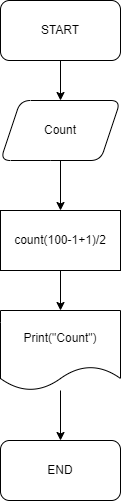 START
Count
count(100-1+1)/2
Print("Count")
END